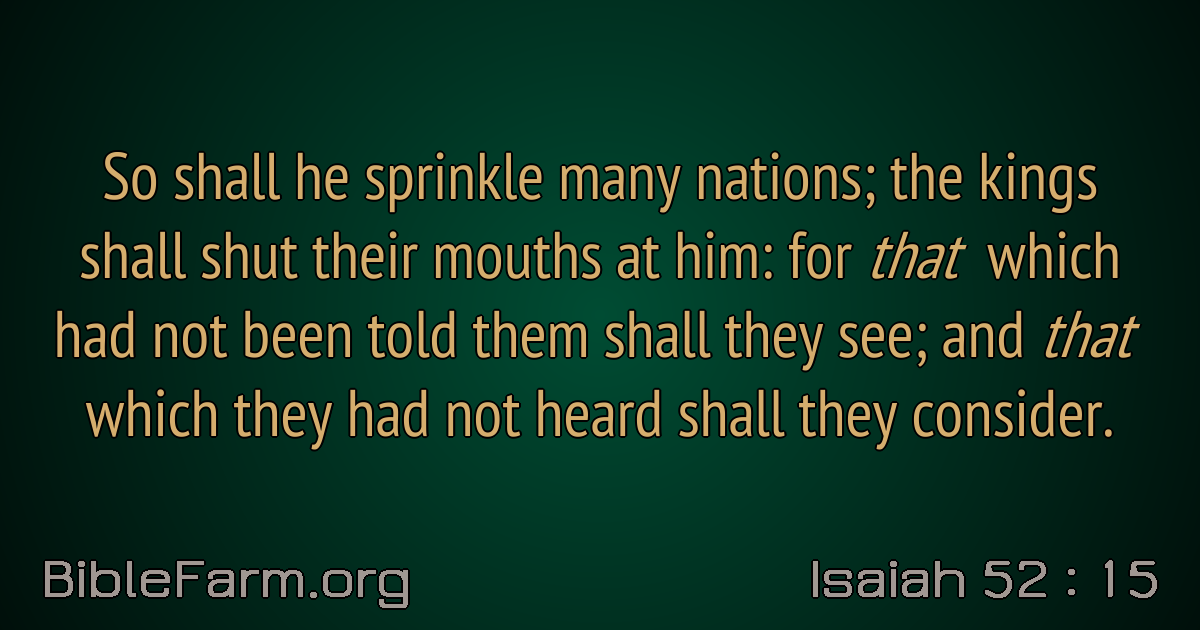 So shall he sprinkle many nations; the kings
shall shut their mouths at him: for that which
had not been told them shall they see; and that
which they had not heard shall they consider.
BibleFarm.org
Isaiah 52 : 15